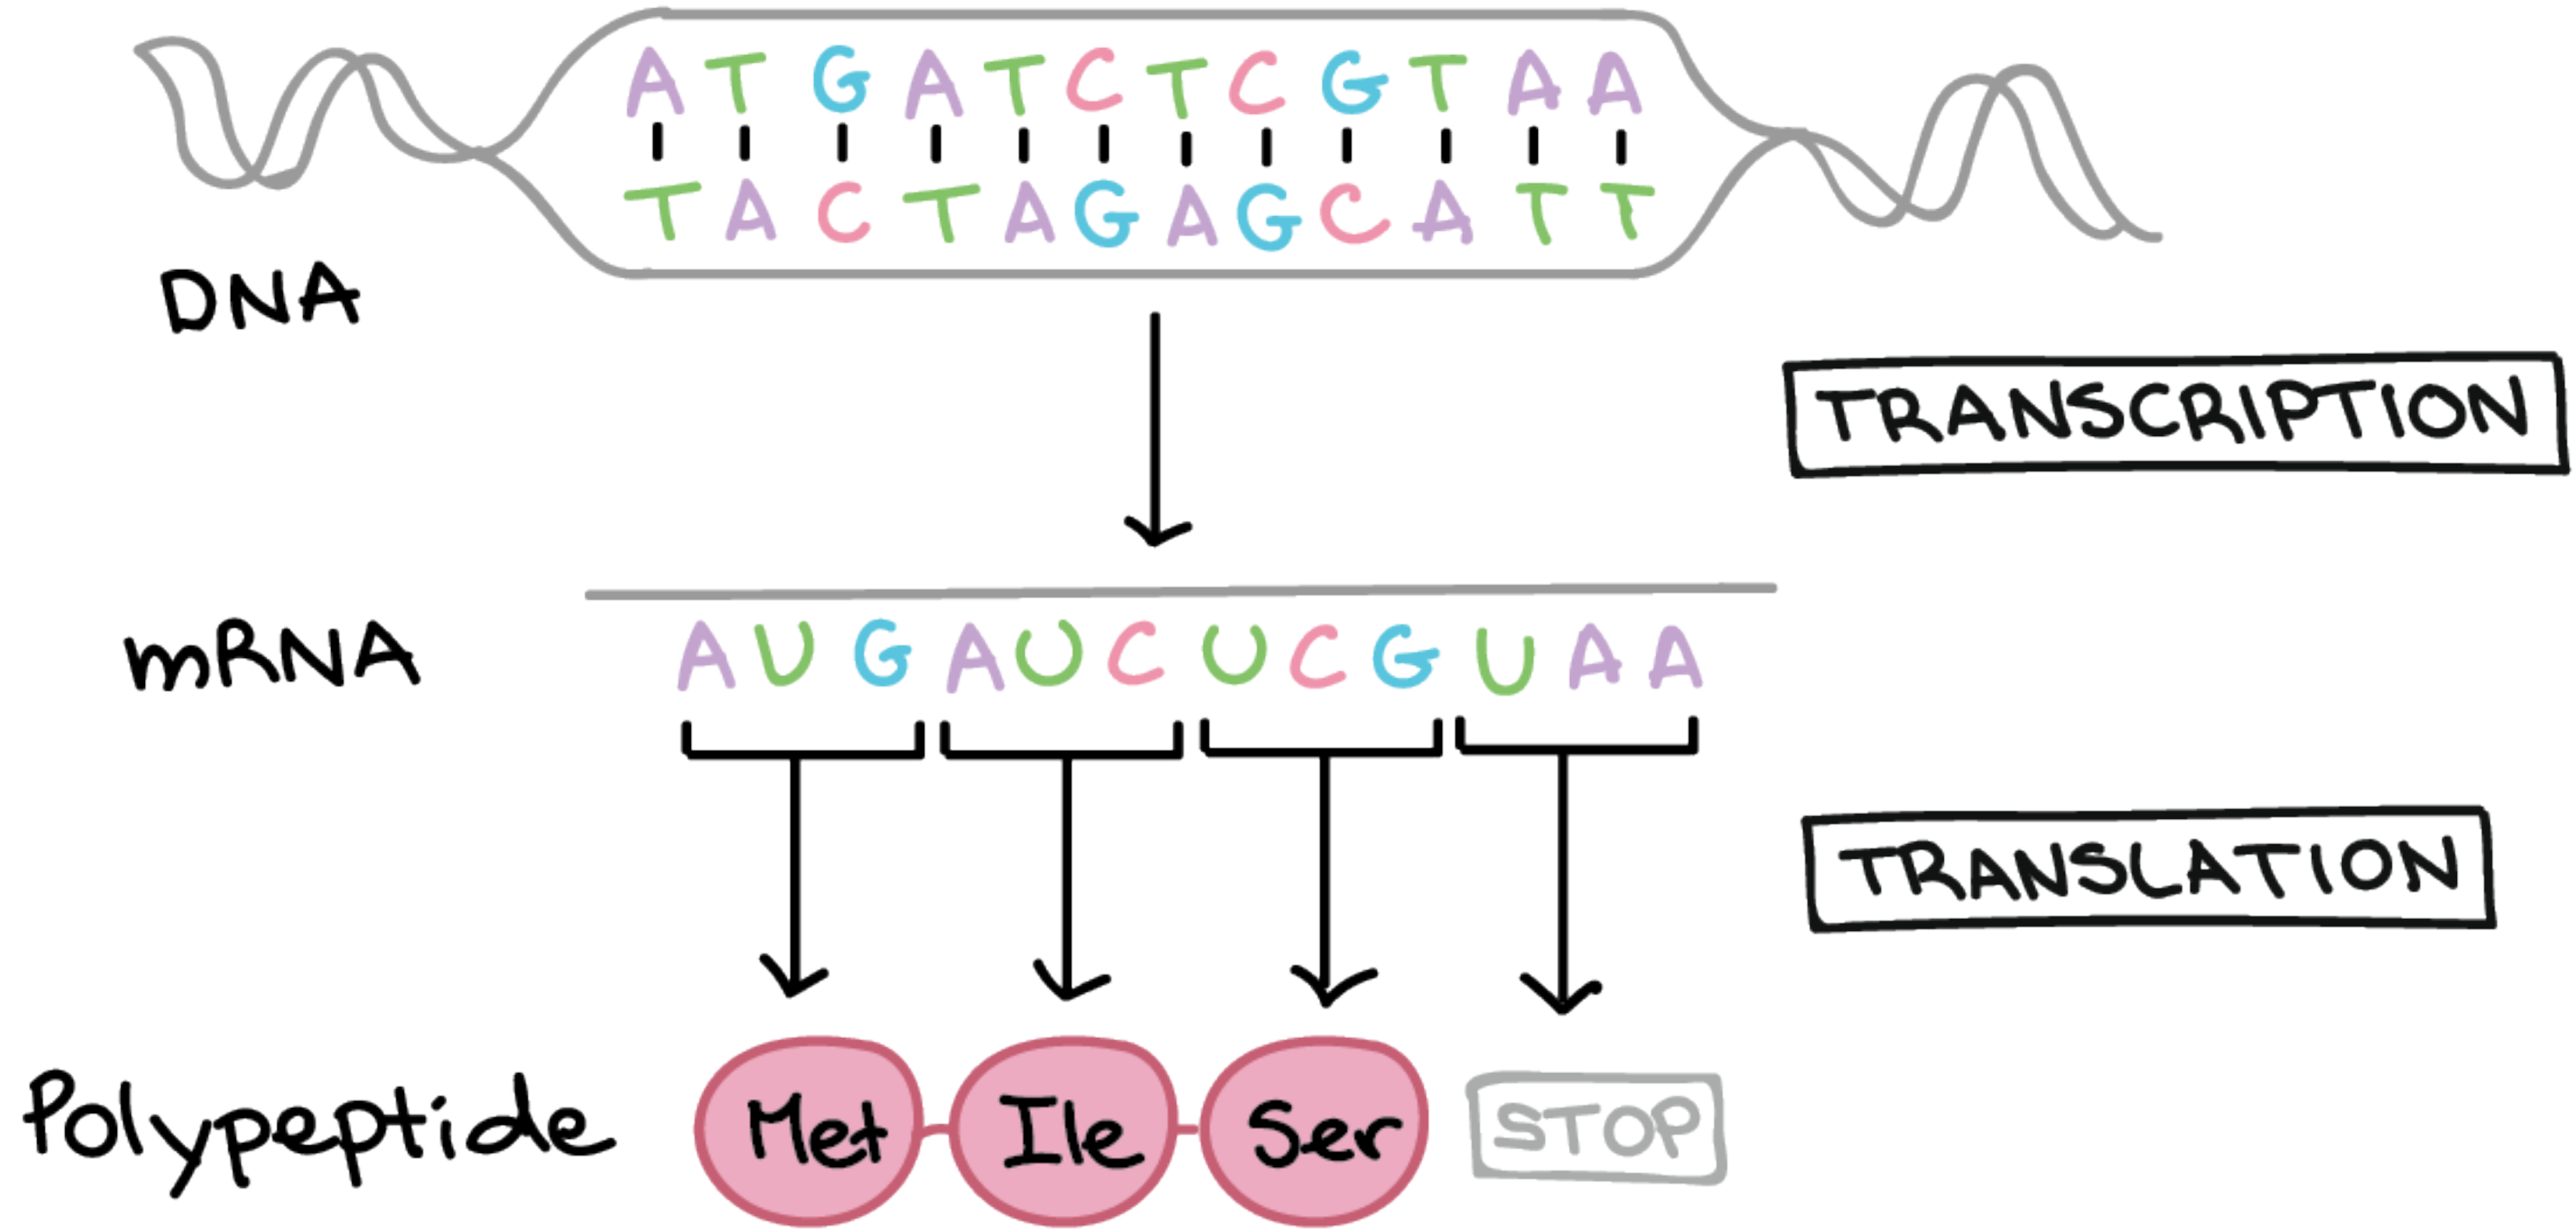 A T G A T C T C G T A A
T A C T A G A G C A T T
DNA
TRANSCRIPTION
mRNA
A U G A U C U C G U A A
TRANSLATION
Polypeptide
Met
Ile
Ser
STOP